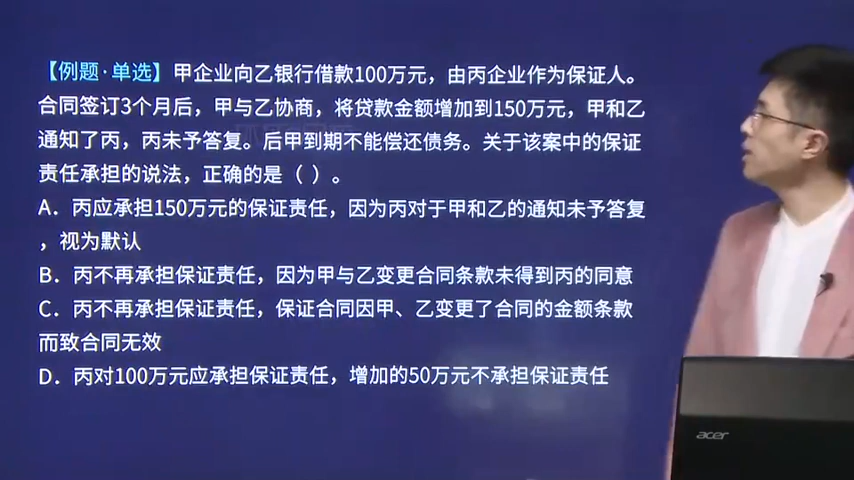 【例题·单选】甲企业向乙银行借款100万元，由丙企业作为保证人。
合同签订3个月后，甲与乙协商，将贷款金额增加到150万元，甲和乙
通知了丙，丙未予答复。后甲到期不能偿还债务。关于该案中的保证
责任承担的说法，正确的是（ ）。
A．丙应承担150万元的保证责任，因为丙对于甲和乙的通知未予答复
，视为默认
B．丙不再承担保证责任，因为甲与乙变更合同条款未得到丙的同意
C．丙不再承担保证责任，保证合同因甲、乙变更了合同的金额条款
而致合同无效
D．丙对100万元应承担保证责任，增加的50万元不承担保证责任
acer